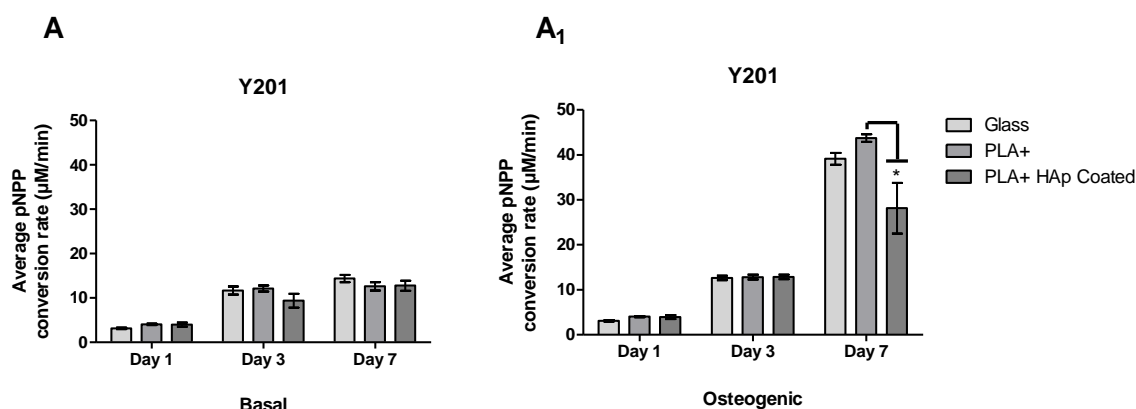 A
Y201
Average pNPP
conversion rate (µM/min)
50
40
30
20
10
0
Day 1 Day 3 Day 7
Basal
A1
Y201
Average pNPP
conversion rate (µM/min)
50
40
30
20
10
0
*
Day 1 Day 3 Day 7
Osteogenic
Glass
PLA+
PLA+ HAp Coated